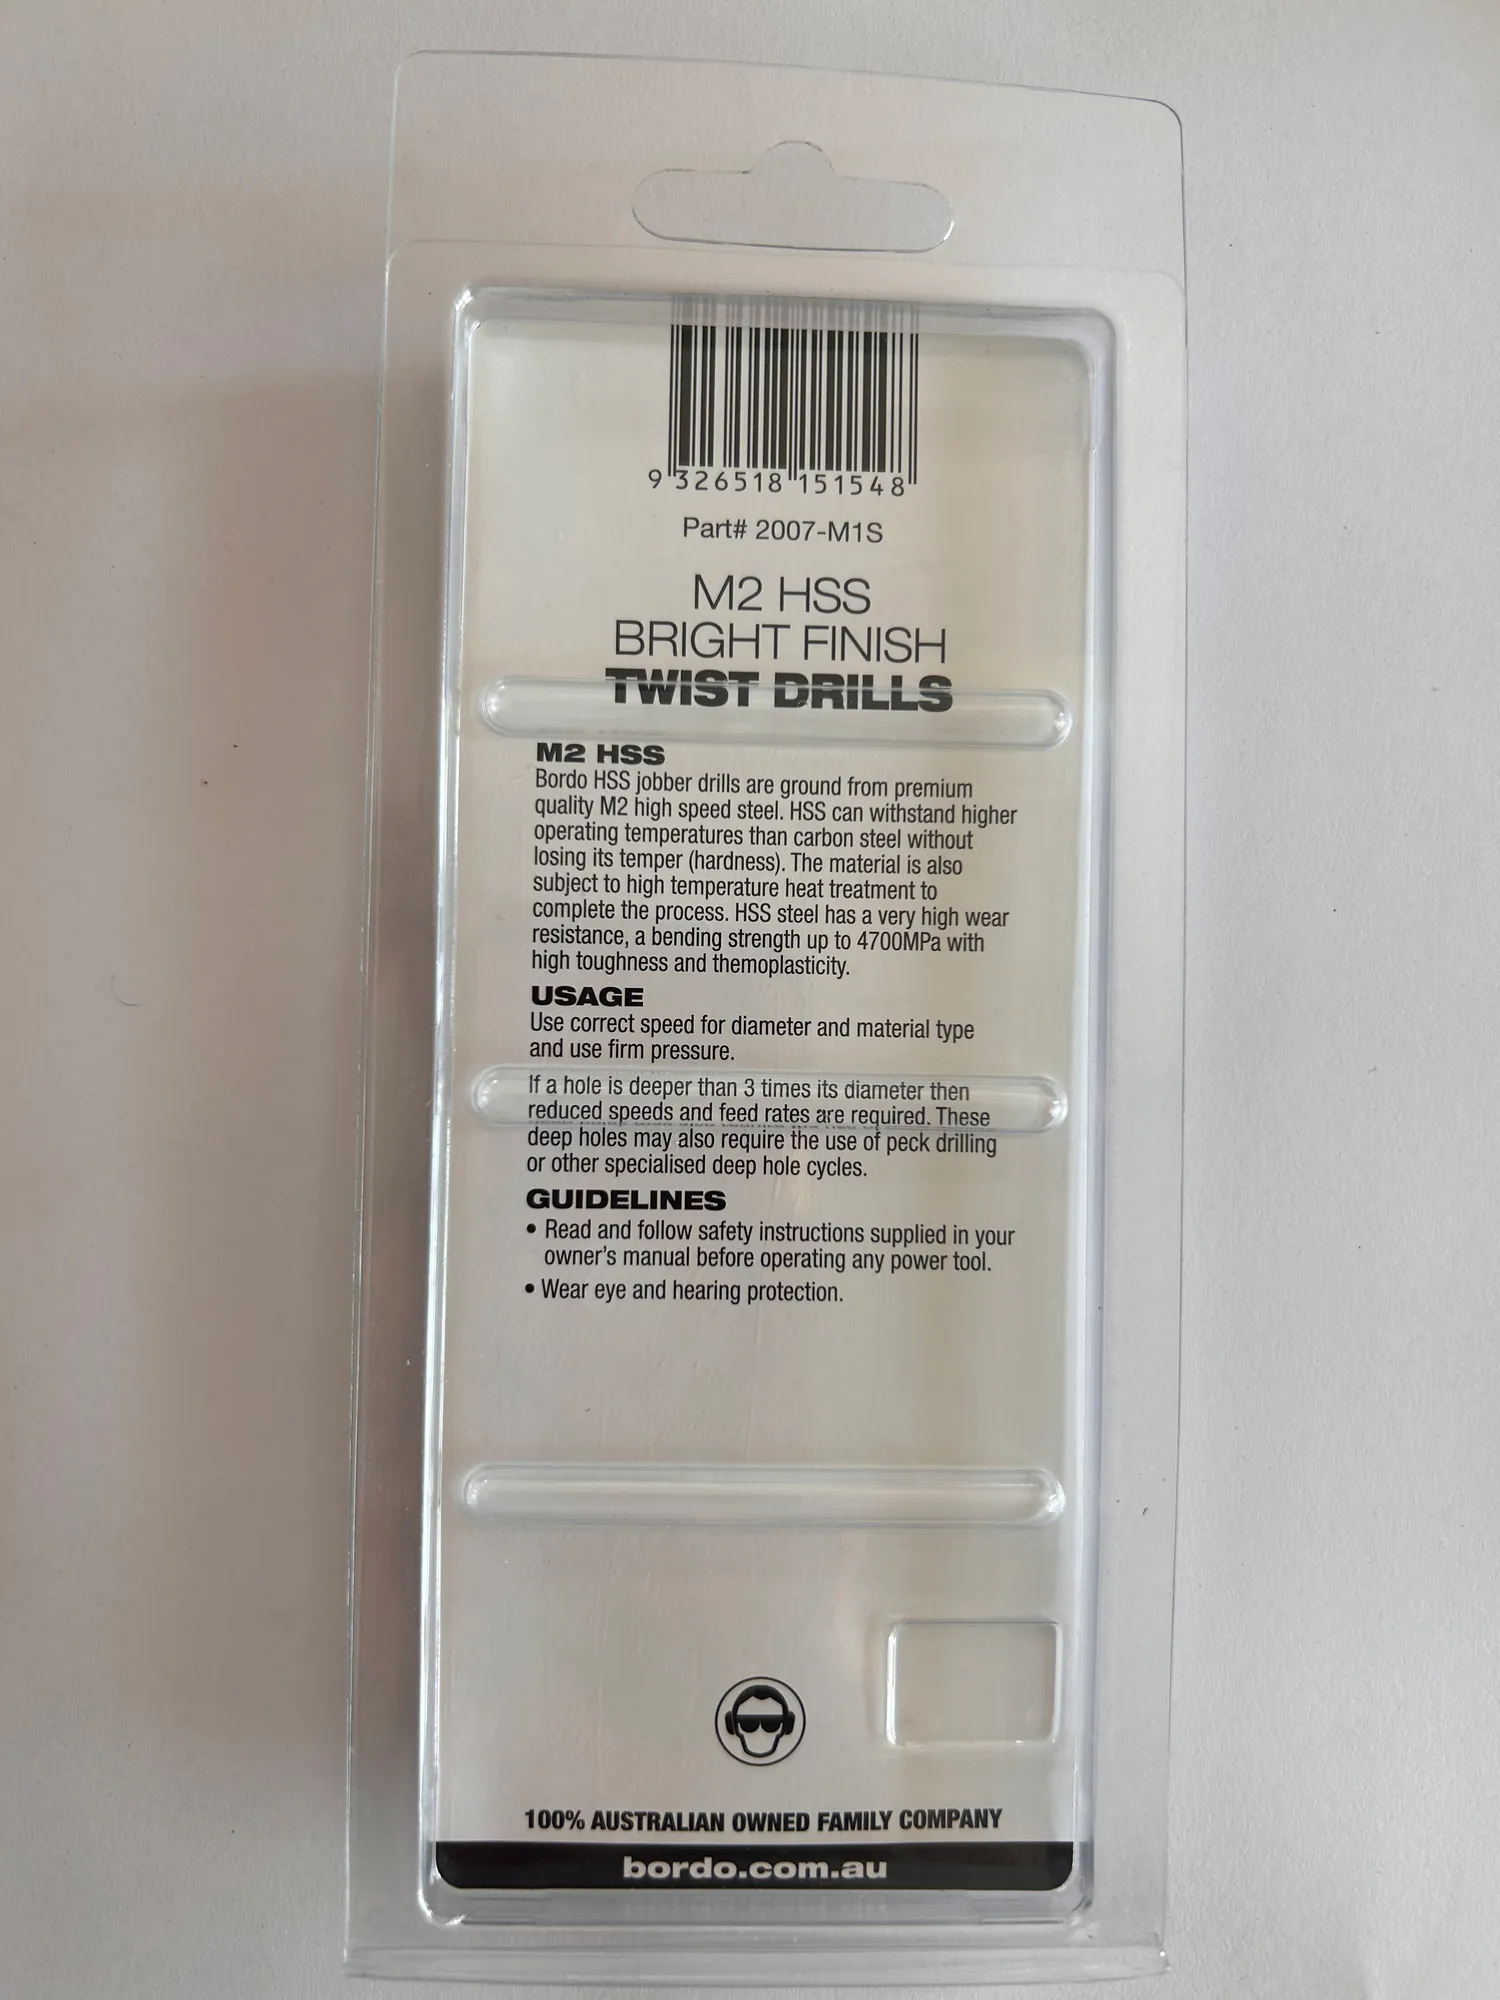 9 326518 151548
Part# 2007-M1S
M2 HSS
BRIGHT FINISH
TWIST DRILLS
M2 HSS
Bordo HSS jobber drills are ground from premium
quality M2 high speed steel. HSS can withstand higher
operating temperatures than carbon steel without
losing its temper (hardness). The material is also
subject to high temperature heat treatment to
complete the process. HSS steel has a very high wear
resistance, a bending strength up to 4700MPa with
high toughness and themoplasticity.
USAGE
Use correct speed for diameter and material type
and use firm pressure.
If a hole is deeper than 3 times its diameter then
reduced speeds and feed rates are required. These
deep holes may also require the use of peck drilling
or other specialised deep hole cycles.
GUIDELINES
• Read and follow safety instructions supplied in your
owner's manual before operating any power tool.
• Wear eye and hearing protection.
100% AUSTRALIAN OWNED FAMILY COMPANY
bordo.com.au